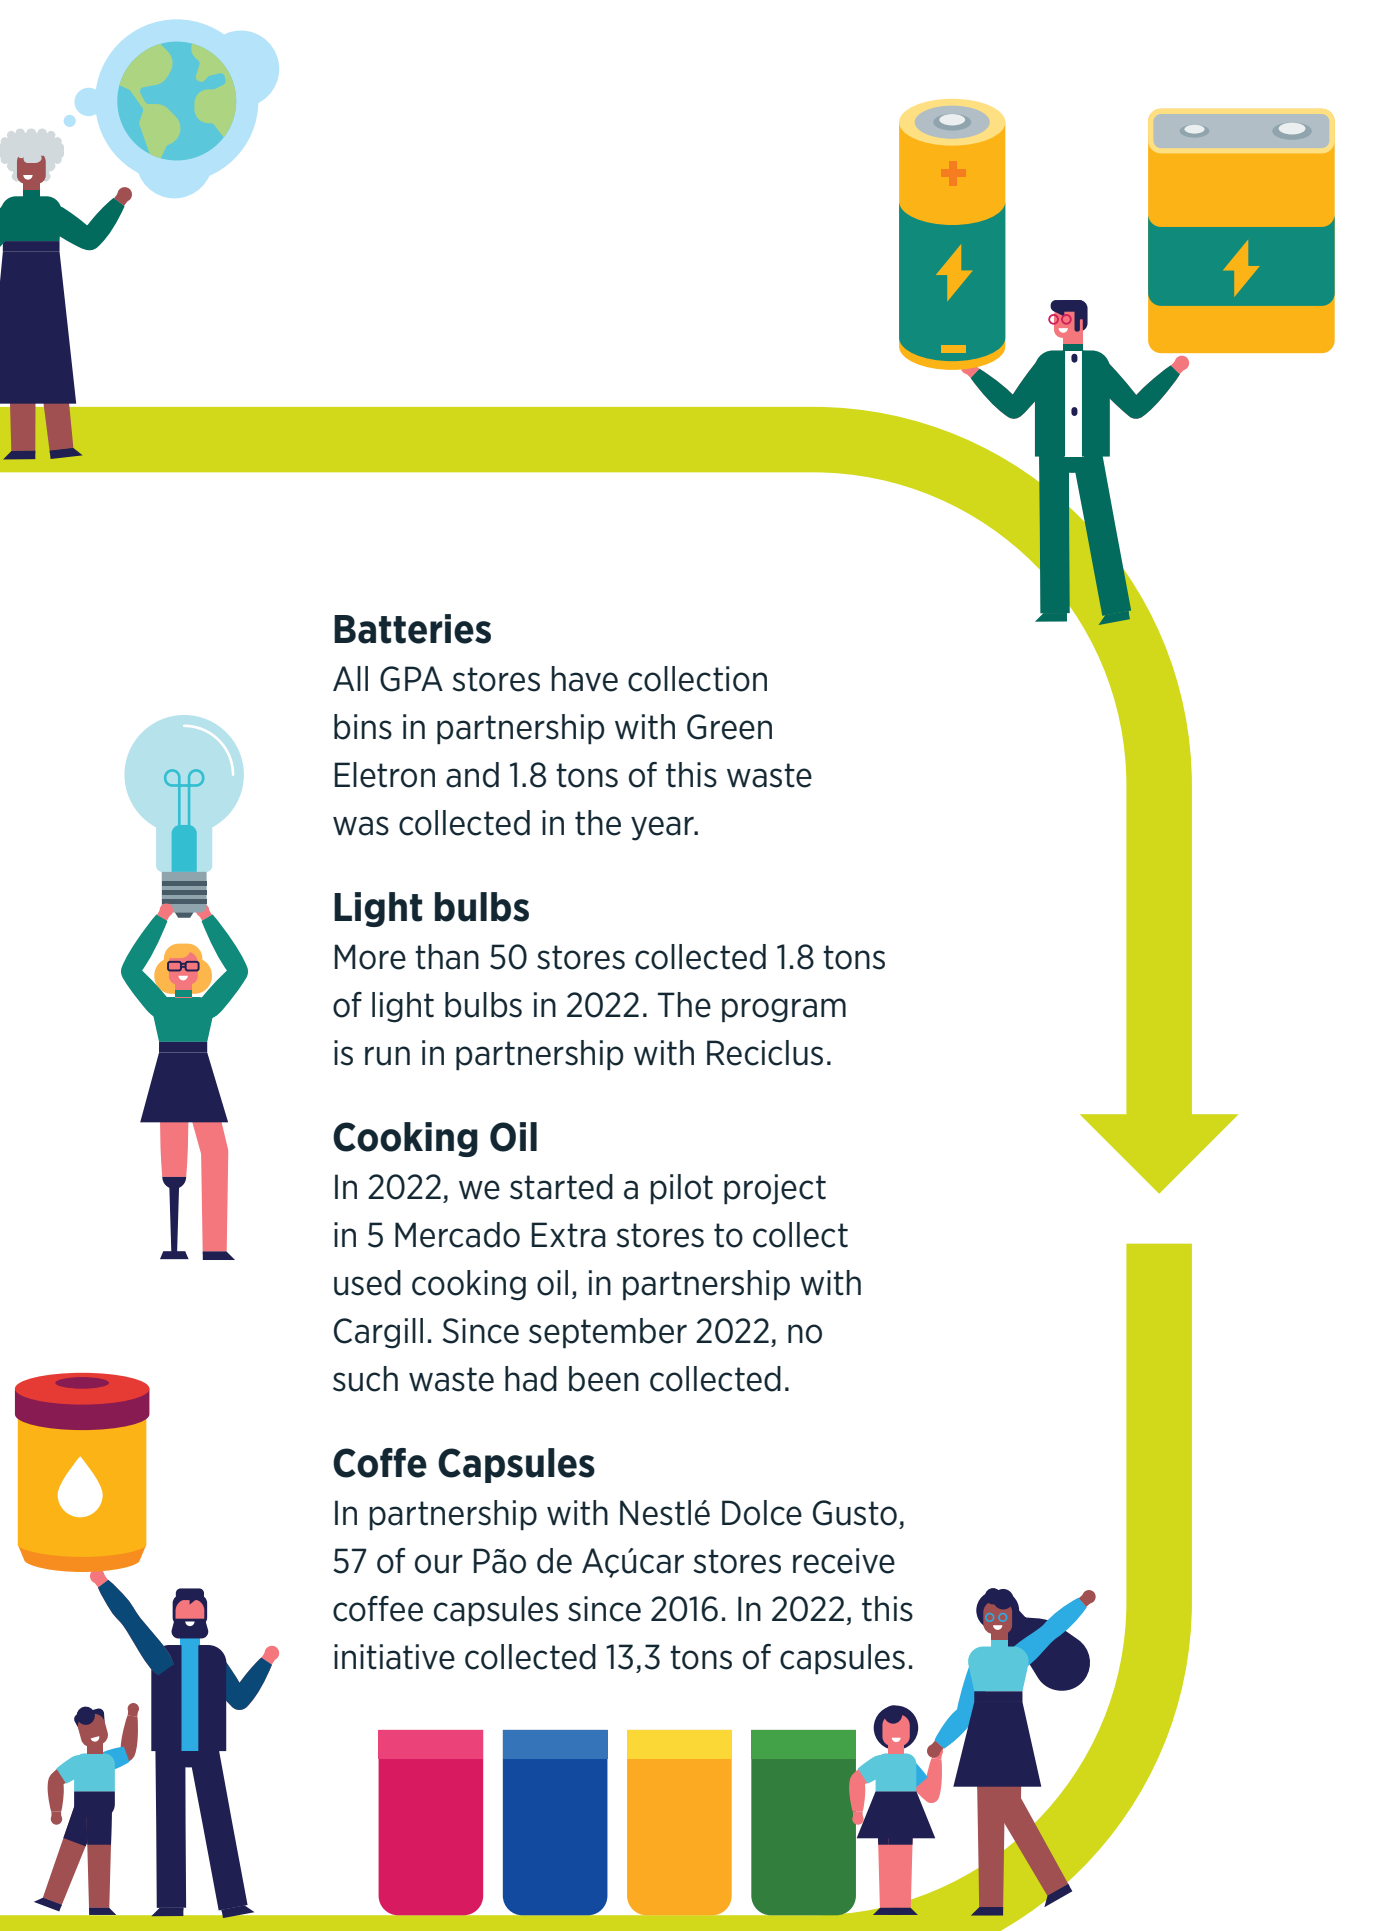 Batteries
All GPA stores have collection
bins in partnership with Green
Eletron and 1.8 tons of this waste
was collected in the year.
Light bulbs
More than 50 stores collected 1.8 tons
of light bulbs in 2022. The program
is run in partnership with Reciclus.
Cooking Oil
In 2022, we started a pilot project
in 5 Mercado Extra stores to collect
used cooking oil, in partnership with
Cargill. Since september 2022, no
such waste had been collected.
Coffe Capsules
In partnership with Nestlé Dolce Gusto,
57 of our Pão de Açúcar stores receive
coffee capsules since 2016. In 2022, this
initiative collected 13,3 tons of capsules.